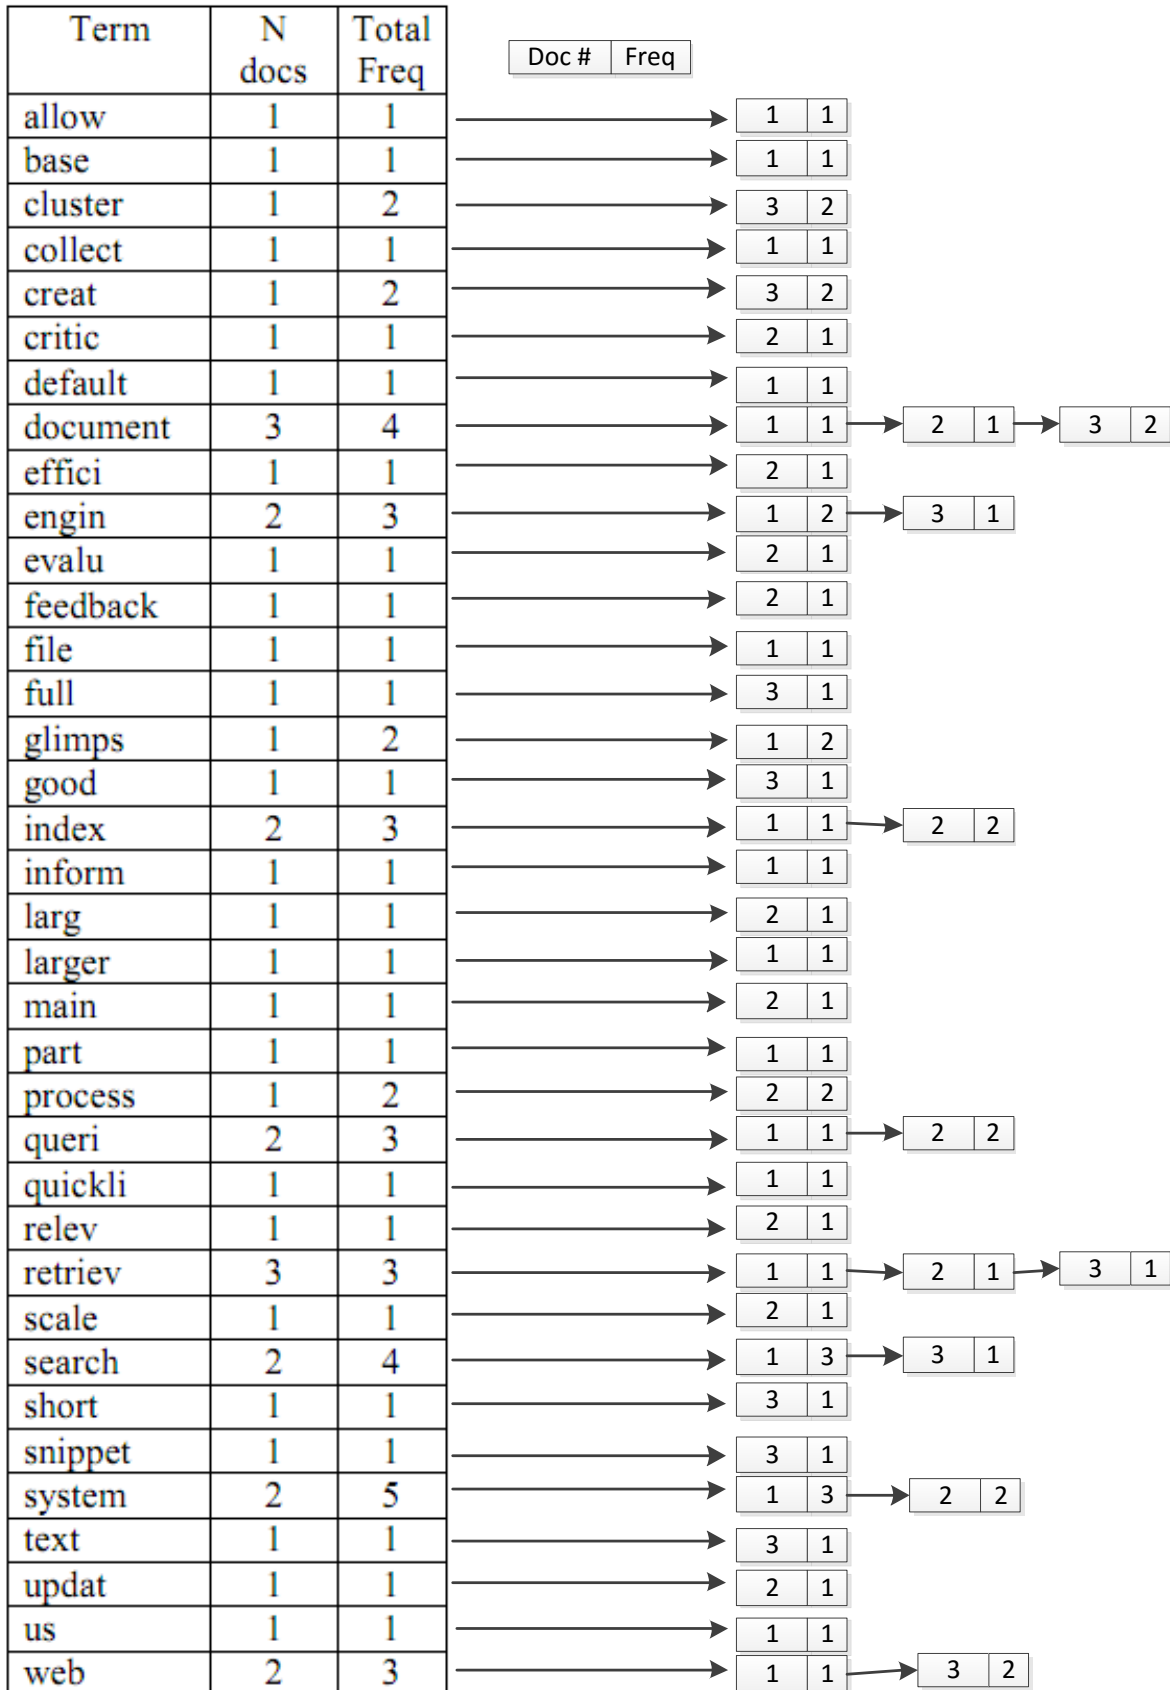 Term N docs Total Freq Doc # Freq
allow 1 1 1 1
base 1 1 1 1
cluster 1 2 3 2
collect 1 1 1 1
creat 1 2 3 2
critic 1 1 2 1
default 1 1 1 1
document 3 4 1 1 2 1 3 2
effici 1 1 2 1
engin 2 3 1 2 3 1
evalu 1 1 2 1
feedback 1 1 2 1
file 1 1 1 1
full 1 1 3 1
glimps 1 2 1 2
good 1 1 3 1
index 2 3 1 1 2 2
inform 1 1 1 1
larg 1 1 2 1
larger 1 1 1 1
main 1 1 2 1
part 1 1 1 1
process 1 2 2 2
queri 2 3 1 1 2 2
quickli 1 1 1 1
relev 1 1 2 1
retriev 3 3 1 1 2 1 3 1
scale 1 1 2 1
search 2 4 1 3 3 1
short 1 1 3 1
snippet 1 1 3 1
system 2 5 1 3 2 2
text 1 1 3 1
updat 1 1 2 1
us 1 1 1 1
web 2 3 1 1 3 2